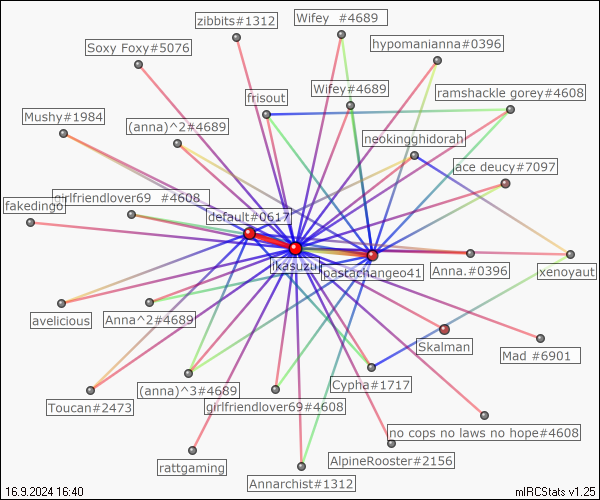 zibbits#1312
Wifey  #4689
Soxy Foxy#5076
hypomanianna#0396
frisout
Wifey#4689
ramshackle gorey#4608
Mushy#1984
(anna)^2#4689
neokingghidorah
ace deucy#7097
fakedingo
girlfriendlover69  #4608
default#0617
ikasuzu
pastachangeo41
Anna.#0396
xenoyaut
avelicious
Anna^2#4689
Skalman
Mad #6901
(anna)^3#4689
Cypha#1717
Toucan#2473
girlfriendlover69#4608
no cops no laws no hope#4608
rattgaming
AlpineRooster#2156
Annarchist#1312
16.9.2024 16:40
mIRCStats v1.25